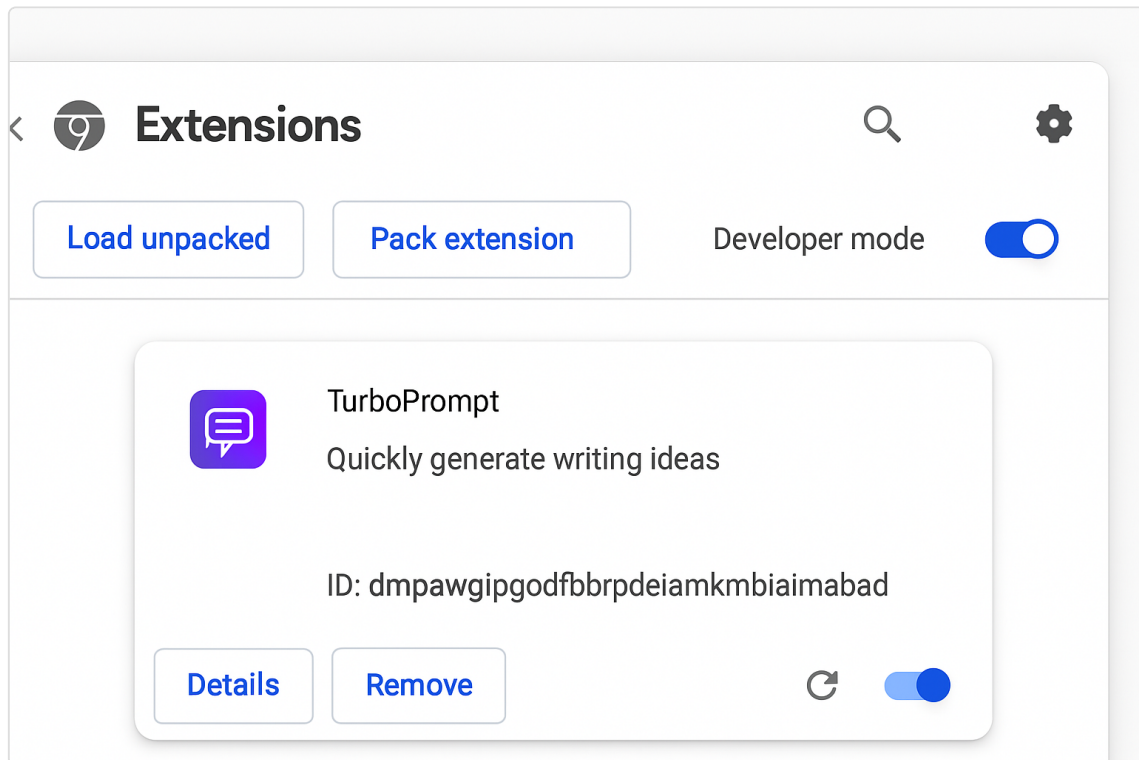 Extensions
Load unpacked Pack extension Developer mode
TurboPrompt
Quickly generate writing ideas
ID: dmpawgipgodfbbrpdeiamkmbiaimabad
Details Remove